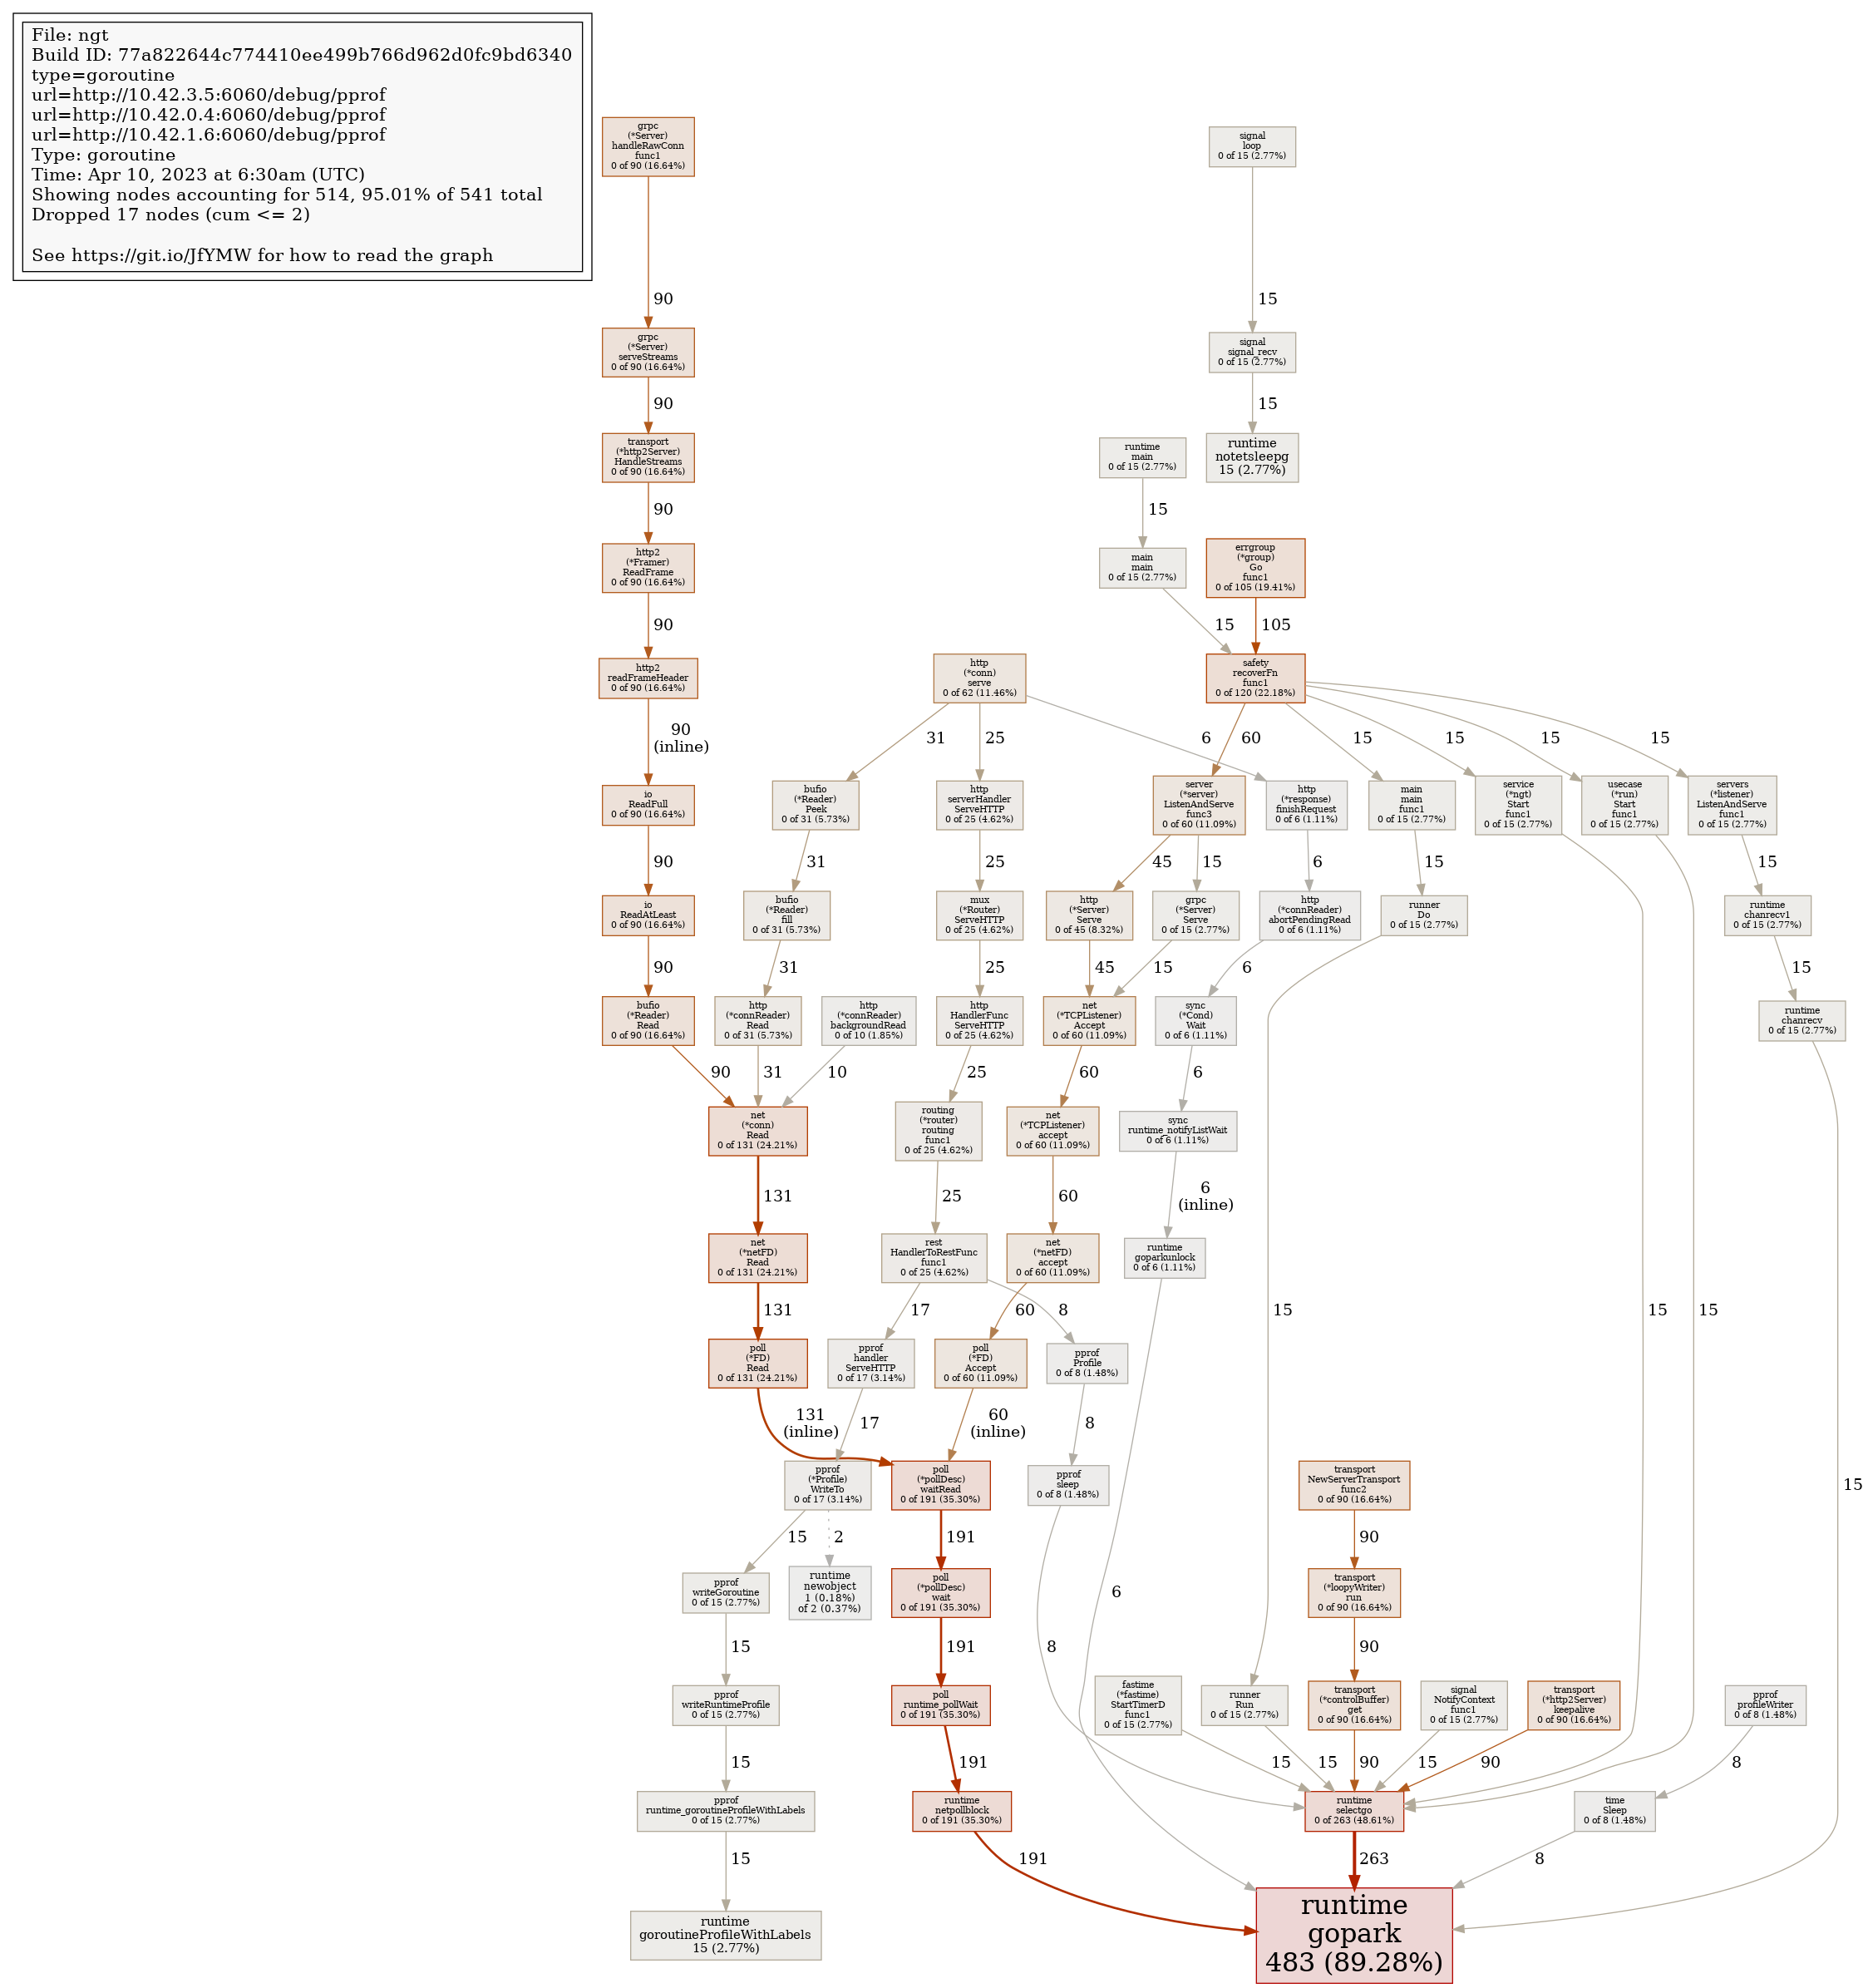 File: ngt
Build ID: 77a822644c774410ee499b766d962d0fc9bd6340
type=goroutine
url=http://10.42.3.5:6060/debug/pprof
url=http://10.42.0.4:6060/debug/pprof
url=http://10.42.1.6:6060/debug/pprof
Type: goroutine
Time: Apr 10, 2023 at 6:30am (UTC)
Showing nodes accounting for 514, 95.01% of 541 total
Dropped 17 nodes (cum <= 2)
See https://git.io/JfYMW for how to read the graph
grpc
(*Server)
handleRawConn
func1
0 of 90 (16.64%)
signal
loop
0 of 15 (2.77%)
90
15
grpc
(*Server)
serveStreams
0 of 90 (16.64%)
signal
signal_recv
0 of 15 (2.77%)
90
15
transport
(*http2Server)
HandleStreams
0 of 90 (16.64%)
runtime
main
0 of 15 (2.77%)
runtime
notetsleepg
15 (2.77%)
90
15
http2
(*Framer)
ReadFrame
0 of 90 (16.64%)
main
main
0 of 15 (2.77%)
errgroup
(*group)
Go
func1
0 of 105 (19.41%)
90
15
105
http2
readFrameHeader
0 of 90 (16.64%)
http
(*conn)
serve
0 of 62 (11.46%)
safety
recoverFn
func1
0 of 120 (22.18%)
90
(inline)
31
25
6
60
15
15
15
15
io
ReadFull
0 of 90 (16.64%)
bufio
(*Reader)
Peek
0 of 31 (5.73%)
http
serverHandler
ServeHTTP
0 of 25 (4.62%)
server
(*server)
ListenAndServe
func3
0 of 60 (11.09%)
http
(*response)
finishRequest
0 of 6 (1.11%)
main
main
func1
0 of 15 (2.77%)
service
(*ngt)
Start
func1
0 of 15 (2.77%)
usecase
(*run)
Start
func1
0 of 15 (2.77%)
servers
(*listener)
ListenAndServe
func1
0 of 15 (2.77%)
90
31
25
45
15
6
15
15
io
ReadAtLeast
0 of 90 (16.64%)
bufio
(*Reader)
fill
0 of 31 (5.73%)
mux
(*Router)
ServeHTTP
0 of 25 (4.62%)
http
(*Server)
Serve
0 of 45 (8.32%)
grpc
(*Server)
Serve
0 of 15 (2.77%)
http
(*connReader)
abortPendingRead
0 of 6 (1.11%)
runner
Do
0 of 15 (2.77%)
runtime
chanrecv1
0 of 15 (2.77%)
90
31
25
45
15
6
15
bufio
(*Reader)
Read
0 of 90 (16.64%)
http
(*connReader)
Read
0 of 31 (5.73%)
http
(*connReader)
backgroundRead
0 of 10 (1.85%)
http
HandlerFunc
ServeHTTP
0 of 25 (4.62%)
net
(*TCPListener)
Accept
0 of 60 (11.09%)
sync
(*Cond)
Wait
0 of 6 (1.11%)
runtime
chanrecv
0 of 15 (2.77%)
90
31
10
25
60
6
net
(*conn)
Read
0 of 131 (24.21%)
routing
(*router)
routing
func1
0 of 25 (4.62%)
net
(*TCPListener)
accept
0 of 60 (11.09%)
sync
runtime_notifyListWait
0 of 6 (1.11%)
131
25
60
6
(inline)
net
(*netFD)
Read
0 of 131 (24.21%)
rest
HandlerToRestFunc
func1
0 of 25 (4.62%)
net
(*netFD)
accept
0 of 60 (11.09%)
runtime
goparkunlock
0 of 6 (1.11%)
131
17
60
8
15
15
15
poll
(*FD)
Read
0 of 131 (24.21%)
pprof
handler
ServeHTTP
0 of 17 (3.14%)
poll
(*FD)
Accept
0 of 60 (11.09%)
pprof
Profile
0 of 8 (1.48%)
131
(inline)
17
60
(inline)
8
pprof
(*Profile)
WriteTo
0 of 17 (3.14%)
poll
(*pollDesc)
waitRead
0 of 191 (35.30%)
pprof
sleep
0 of 8 (1.48%)
transport
NewServerTransport
func2
0 of 90 (16.64%)
15
15
2
191
90
pprof
writeGoroutine
0 of 15 (2.77%)
runtime
newobject
1 (0.18%)
of 2 (0.37%)
poll
(*pollDesc)
wait
0 of 191 (35.30%)
6
transport
(*loopyWriter)
run
0 of 90 (16.64%)
15
191
8
90
pprof
writeRuntimeProfile
0 of 15 (2.77%)
poll
runtime_pollWait
0 of 191 (35.30%)
fastime
(*fastime)
StartTimerD
func1
0 of 15 (2.77%)
runner
Run
0 of 15 (2.77%)
transport
(*controlBuffer)
get
0 of 90 (16.64%)
signal
NotifyContext
func1
0 of 15 (2.77%)
transport
(*http2Server)
keepalive
0 of 90 (16.64%)
pprof
profileWriter
0 of 8 (1.48%)
15
191
15
15
90
15
90
8
pprof
runtime_goroutineProfileWithLabels
0 of 15 (2.77%)
runtime
netpollblock
0 of 191 (35.30%)
runtime
selectgo
0 of 263 (48.61%)
time
Sleep
0 of 8 (1.48%)
15
191
263
8
runtime
goroutineProfileWithLabels
15 (2.77%)
runtime
gopark
483 (89.28%)